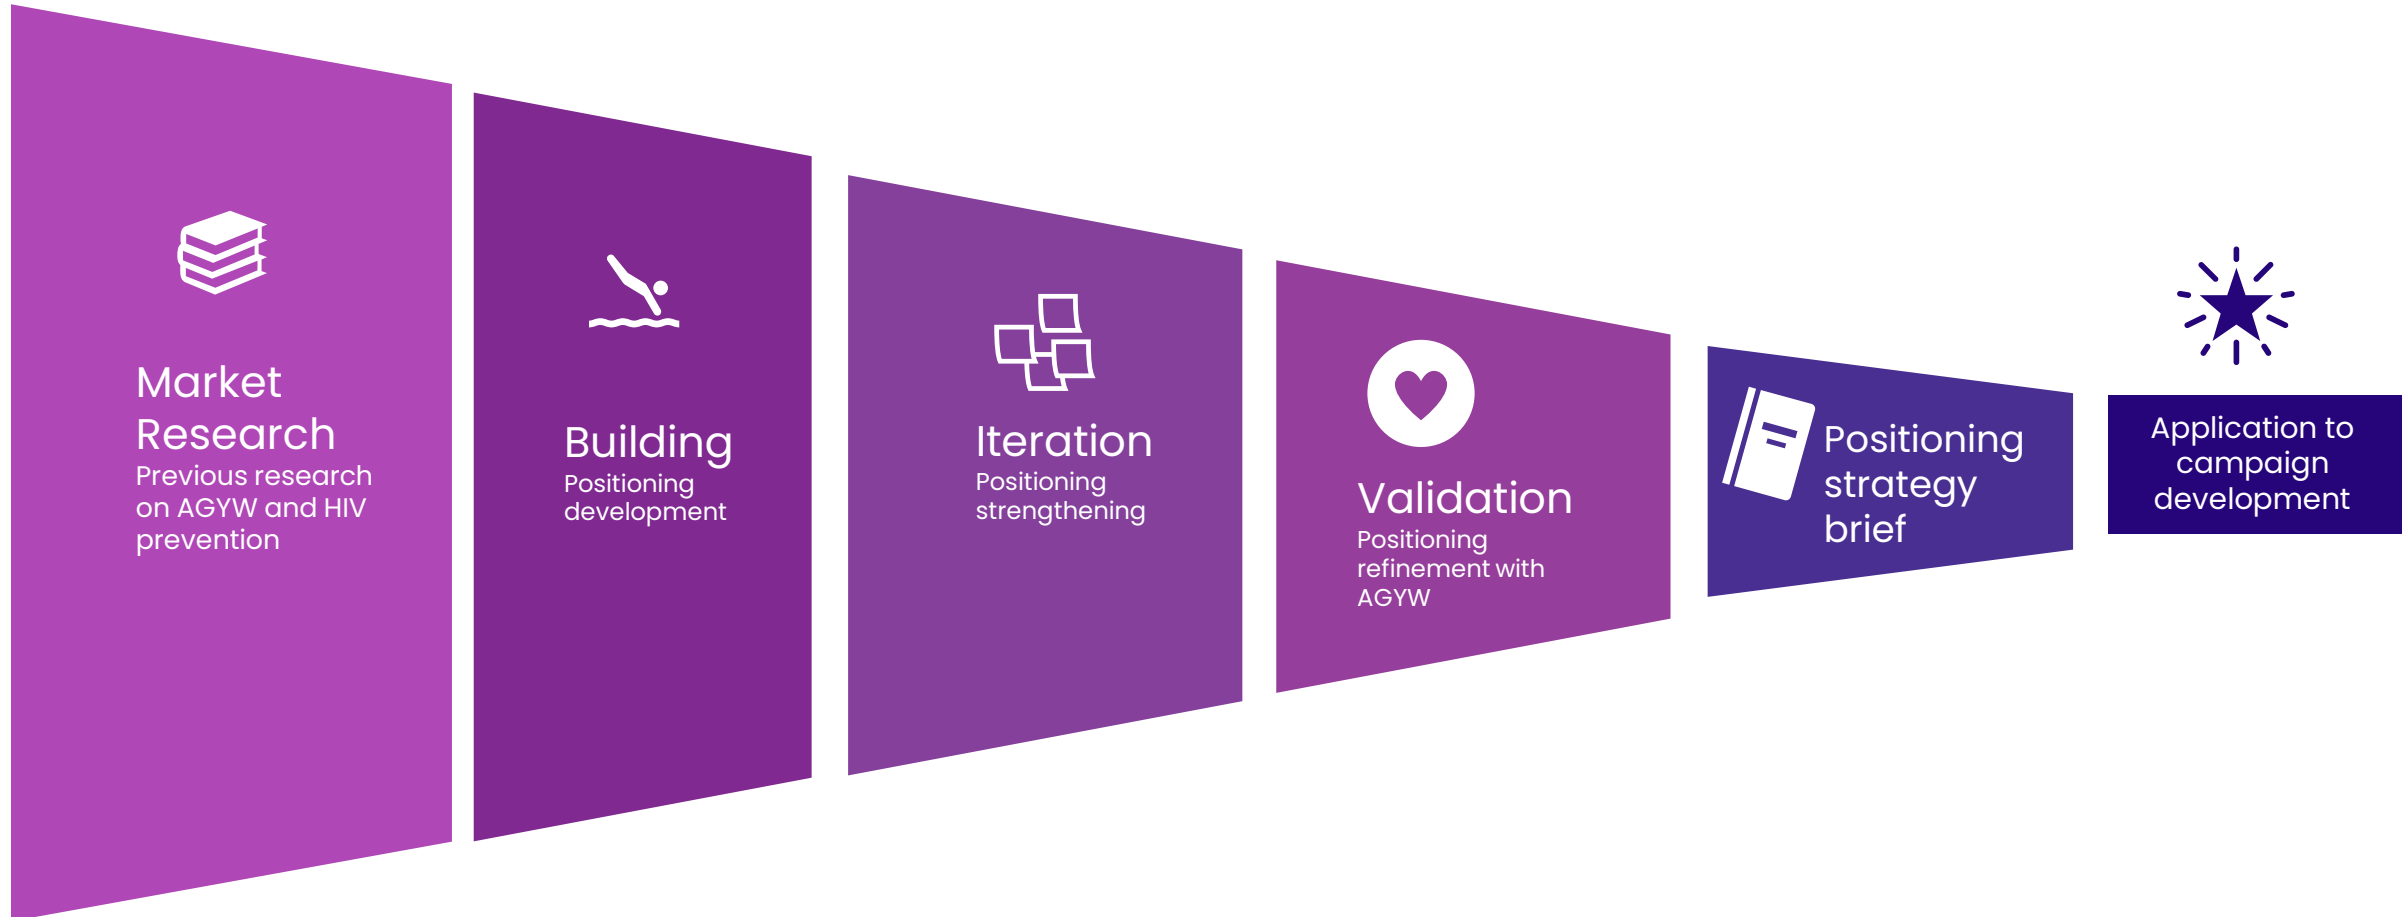 Market
Research
Previous research
on AGYW and HIV
prevention
Building
Positioning
development
Iteration
Positioning
strengthening
Validation
Positioning
refinement with
AGYW
Positioning
strategy
brief
Application to
campaign
development